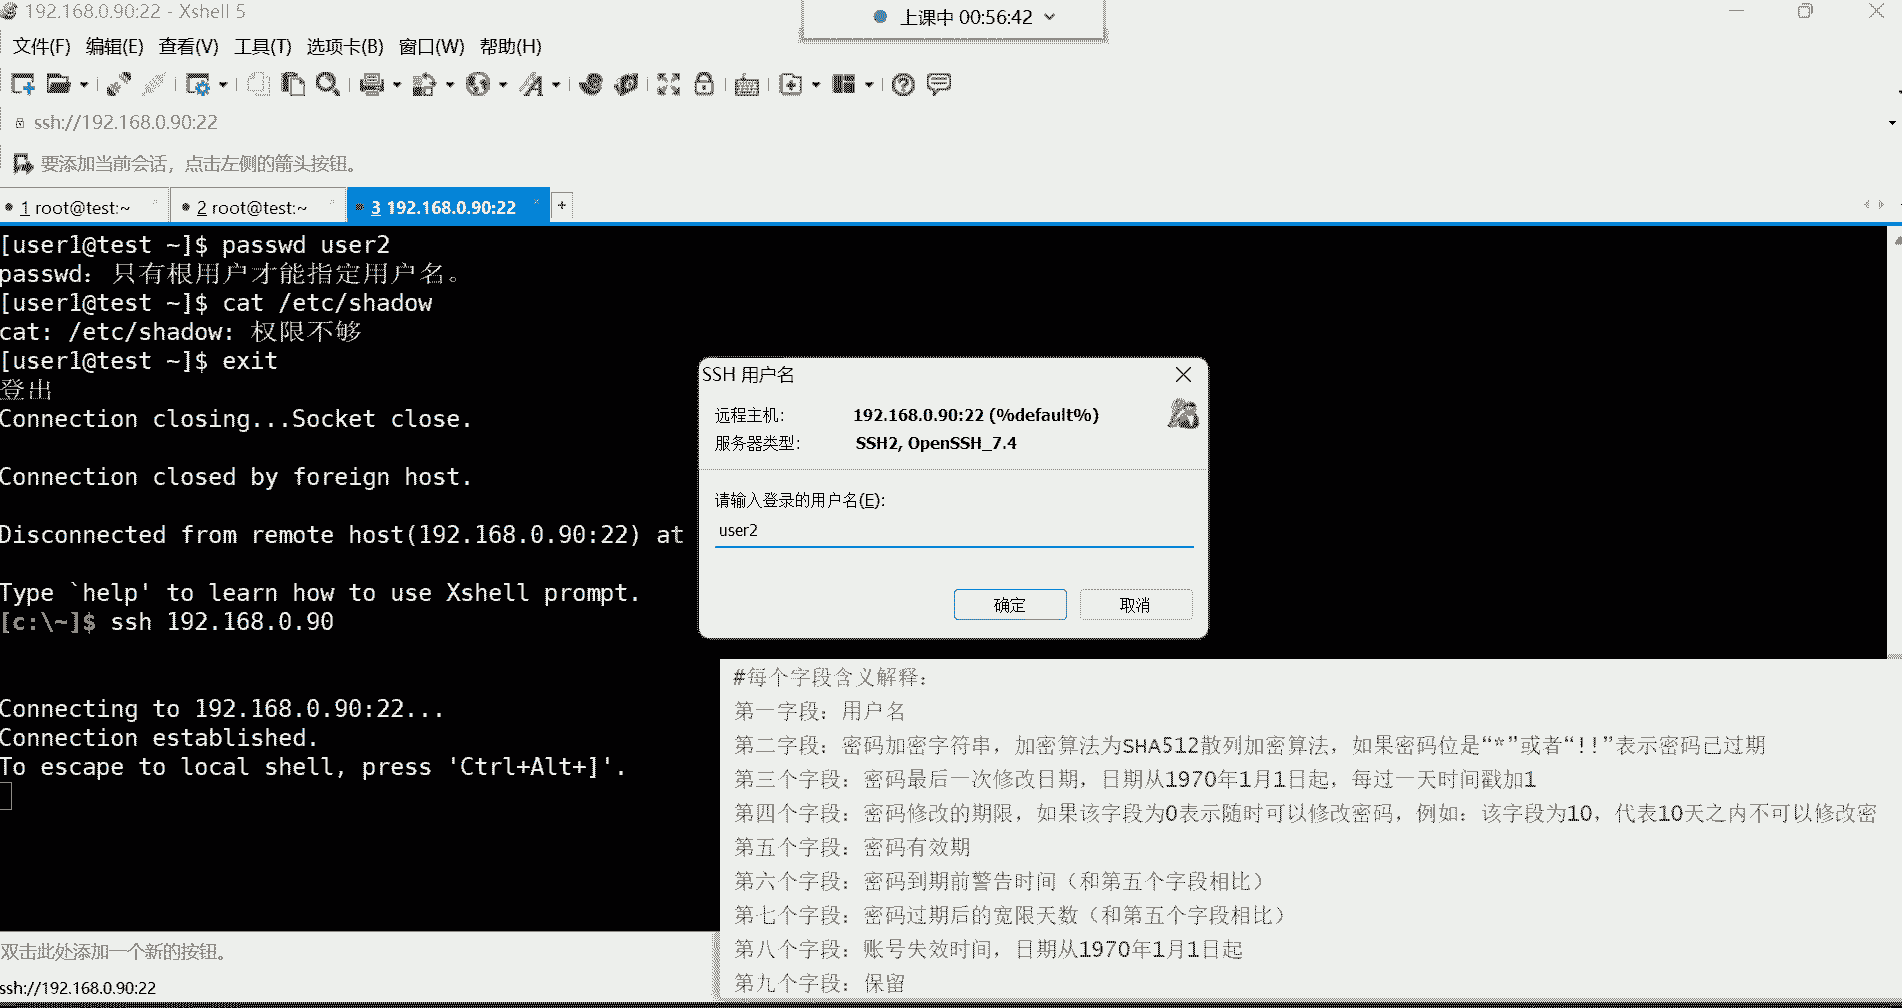 192.168.0.90:22 - Xshell 5
上课中 00:56:42
文件(F) 编辑(E) 查看(V) 工具(T) 选项卡(B) 窗口(W) 帮助(H)
ssh://192.168.0.90:22
要添加当前会话，点击左侧的箭头按钮。
1 root@test:~
2 root@test:~
3 192.168.0.90:22
+
[user1@test ~]$ passwd user2
passwd：只有根用户才能指定用户名。
[user1@test ~]$ cat /etc/shadow
cat: /etc/shadow: 权限不够
[user1@test ~]$ exit
登出
Connection closing...Socket close.
Connection closed by foreign host.
Disconnected from remote host(192.168.0.90:22) at
Type `help' to learn how to use Xshell prompt.
[c:\~]$ ssh 192.168.0.90
Connecting to 192.168.0.90:22...
Connection established.
To escape to local shell, press 'Ctrl+Alt+]'.
SSH 用户名
远程主机: 192.168.0.90:22 (%default%)
服务器类型: SSH2, OpenSSH_7.4
请输入登录的用户名(E):
user2
确定 取消
#每个字段含义解释：
第一字段：用户名
第二字段：密码加密字符串，加密算法为SHA512散列加密算法，如果密码位是“*”或者“!!”表示密码已过期
第三个字段：密码最后一次修改日期，日期从1970年1月1日起，每过一天时间戳加1
第四个字段：密码修改的期限，如果该字段为0表示随时可以修改密码，例如：该字段为10，代表10天之内不可以修改密
第五个字段：密码有效期
第六个字段：密码到期前警告时间（和第五个字段相比）
第七个字段：密码过期后的宽限天数（和第五个字段相比）
第八个字段：账号失效时间，日期从1970年1月1日起
第九个字段：保留
双击此处添加一个新的按钮。
ssh://192.168.0.90:22